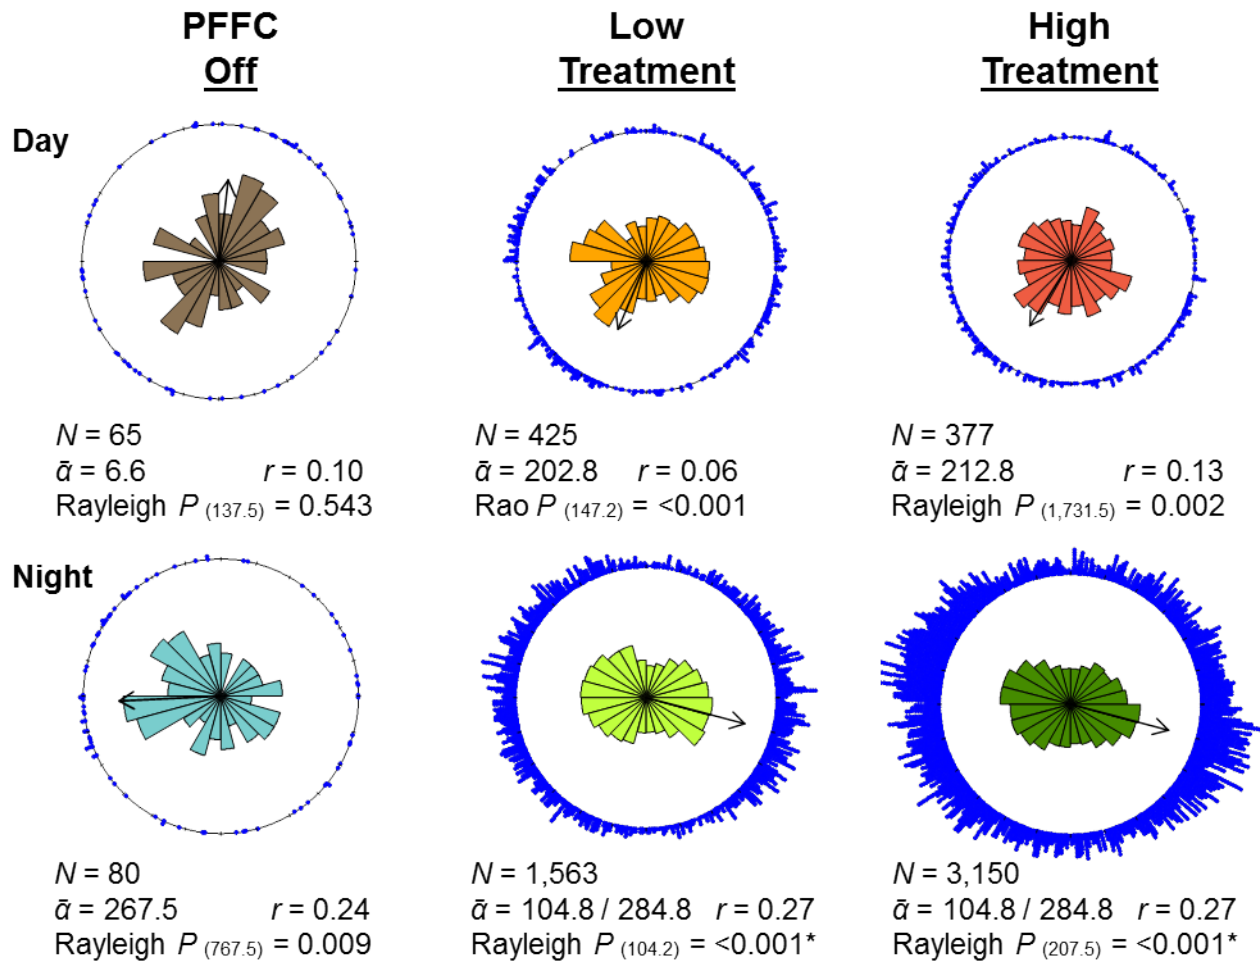 PFFC
Off
Low
Treatment
High
Treatment
Day
N = 65
ᾱ = 6.6 r = 0.10
Rayleigh P (137.5) = 0.543
N = 425
ᾱ = 202.8 r = 0.06
Rao P (147.2) = <0.001
N = 377
ᾱ = 212.8 r = 0.13
Rayleigh P (1,731.5) = 0.002
Night
N = 80
ᾱ = 267.5 r = 0.24
Rayleigh P (767.5) = 0.009
N = 1,563
ᾱ = 104.8 / 284.8 r = 0.27
Rayleigh P (104.2) = <0.001*
N = 3,150
ᾱ = 104.8 / 284.8 r = 0.27
Rayleigh P (207.5) = <0.001*